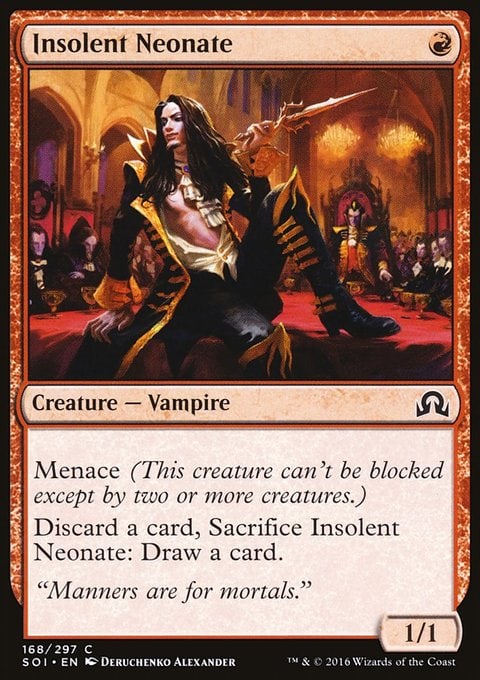 Insolent Neonate
Creature — Vampire
Menace (This creature can't be blocked
except by two or more creatures.)
Discard a card, Sacrifice Insolent
Neonate: Draw a card.
“Manners are for mortals.”
1/1
168/297 C
SOI • EN Deruchenko Alexander
™ & © 2016 Wizards of the Coast